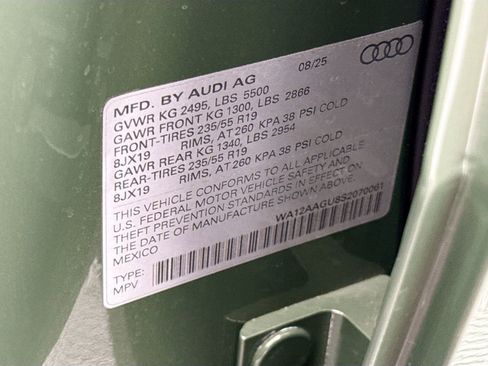 MFD. BY AUDI AG 08/25
GVWR KG 2495, LBS 5500
GAWR FRONT KG 1300, LBS 2866
FRONT-TIRES 235/55 R19
8JX19 RIMS, AT 260 KPA 38 PSI COLD
GAWR REAR KG 1340, LBS 2954
REAR-TIRES 235/55 R19
8JX19 RIMS, AT 260 KPA 38 PSI COLD
THIS VEHICLE CONFORMS TO ALL APPLICABLE
U.S. FEDERAL MOTOR VEHICLE SAFETY AND
THEFT PREVENTION STANDARDS IN EFFECT ON
THE DATE OF MANUFACTURE SHOWN ABOVE.
MEXICO WA12AAGU8S2070061
TYPE:
MPV